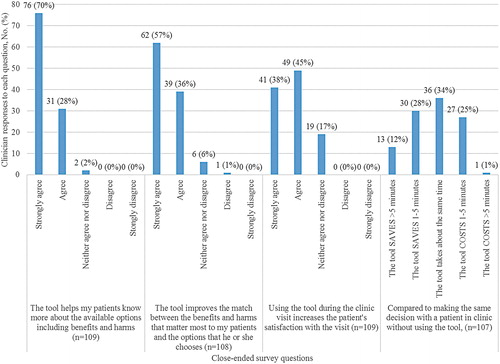 Clinician responses to each question, No. (%)
80
70
60
50
40
30
20
10
0
76 (70%)
31 (28%)
2 (2%)
0 (0%)
0 (0%)
62 (57%)
39 (36%)
6 (6%)
1 (1%)
0 (0%)
41 (38%)
49 (45%)
19 (17%)
0 (0%)
0 (0%)
13 (12%)
30 (28%)
36 (34%)
27 (25%)
1 (1%)
Strongly agree
Agree
Neither agree nor disagree
Disagree
Strongly disagree
Strongly agree
Agree
Neither agree nor disagree
Disagree
Strongly disagree
Strongly agree
Agree
Neither agree nor disagree
Disagree
Strongly disagree
The tool SAVES >5 minutes
The tool SAVES 1-5 minutes
The tool takes about the same time
The tool COSTS 1-5 minutes
The tool COSTS >5 minutes
The tool helps my patients know
more about the available options
including benefits and harms
(n=109)
The tool improves the match
between the benefits and harms
that matter most to my patients
and the options that he or she
chooses (n=108)
Using the tool during the clinic
visit increases the patient's
satisfaction with the visit (n=109)
Compared to making the same
decision with a patient in clinic
without using the tool, (n=107)
Close-ended survey questions